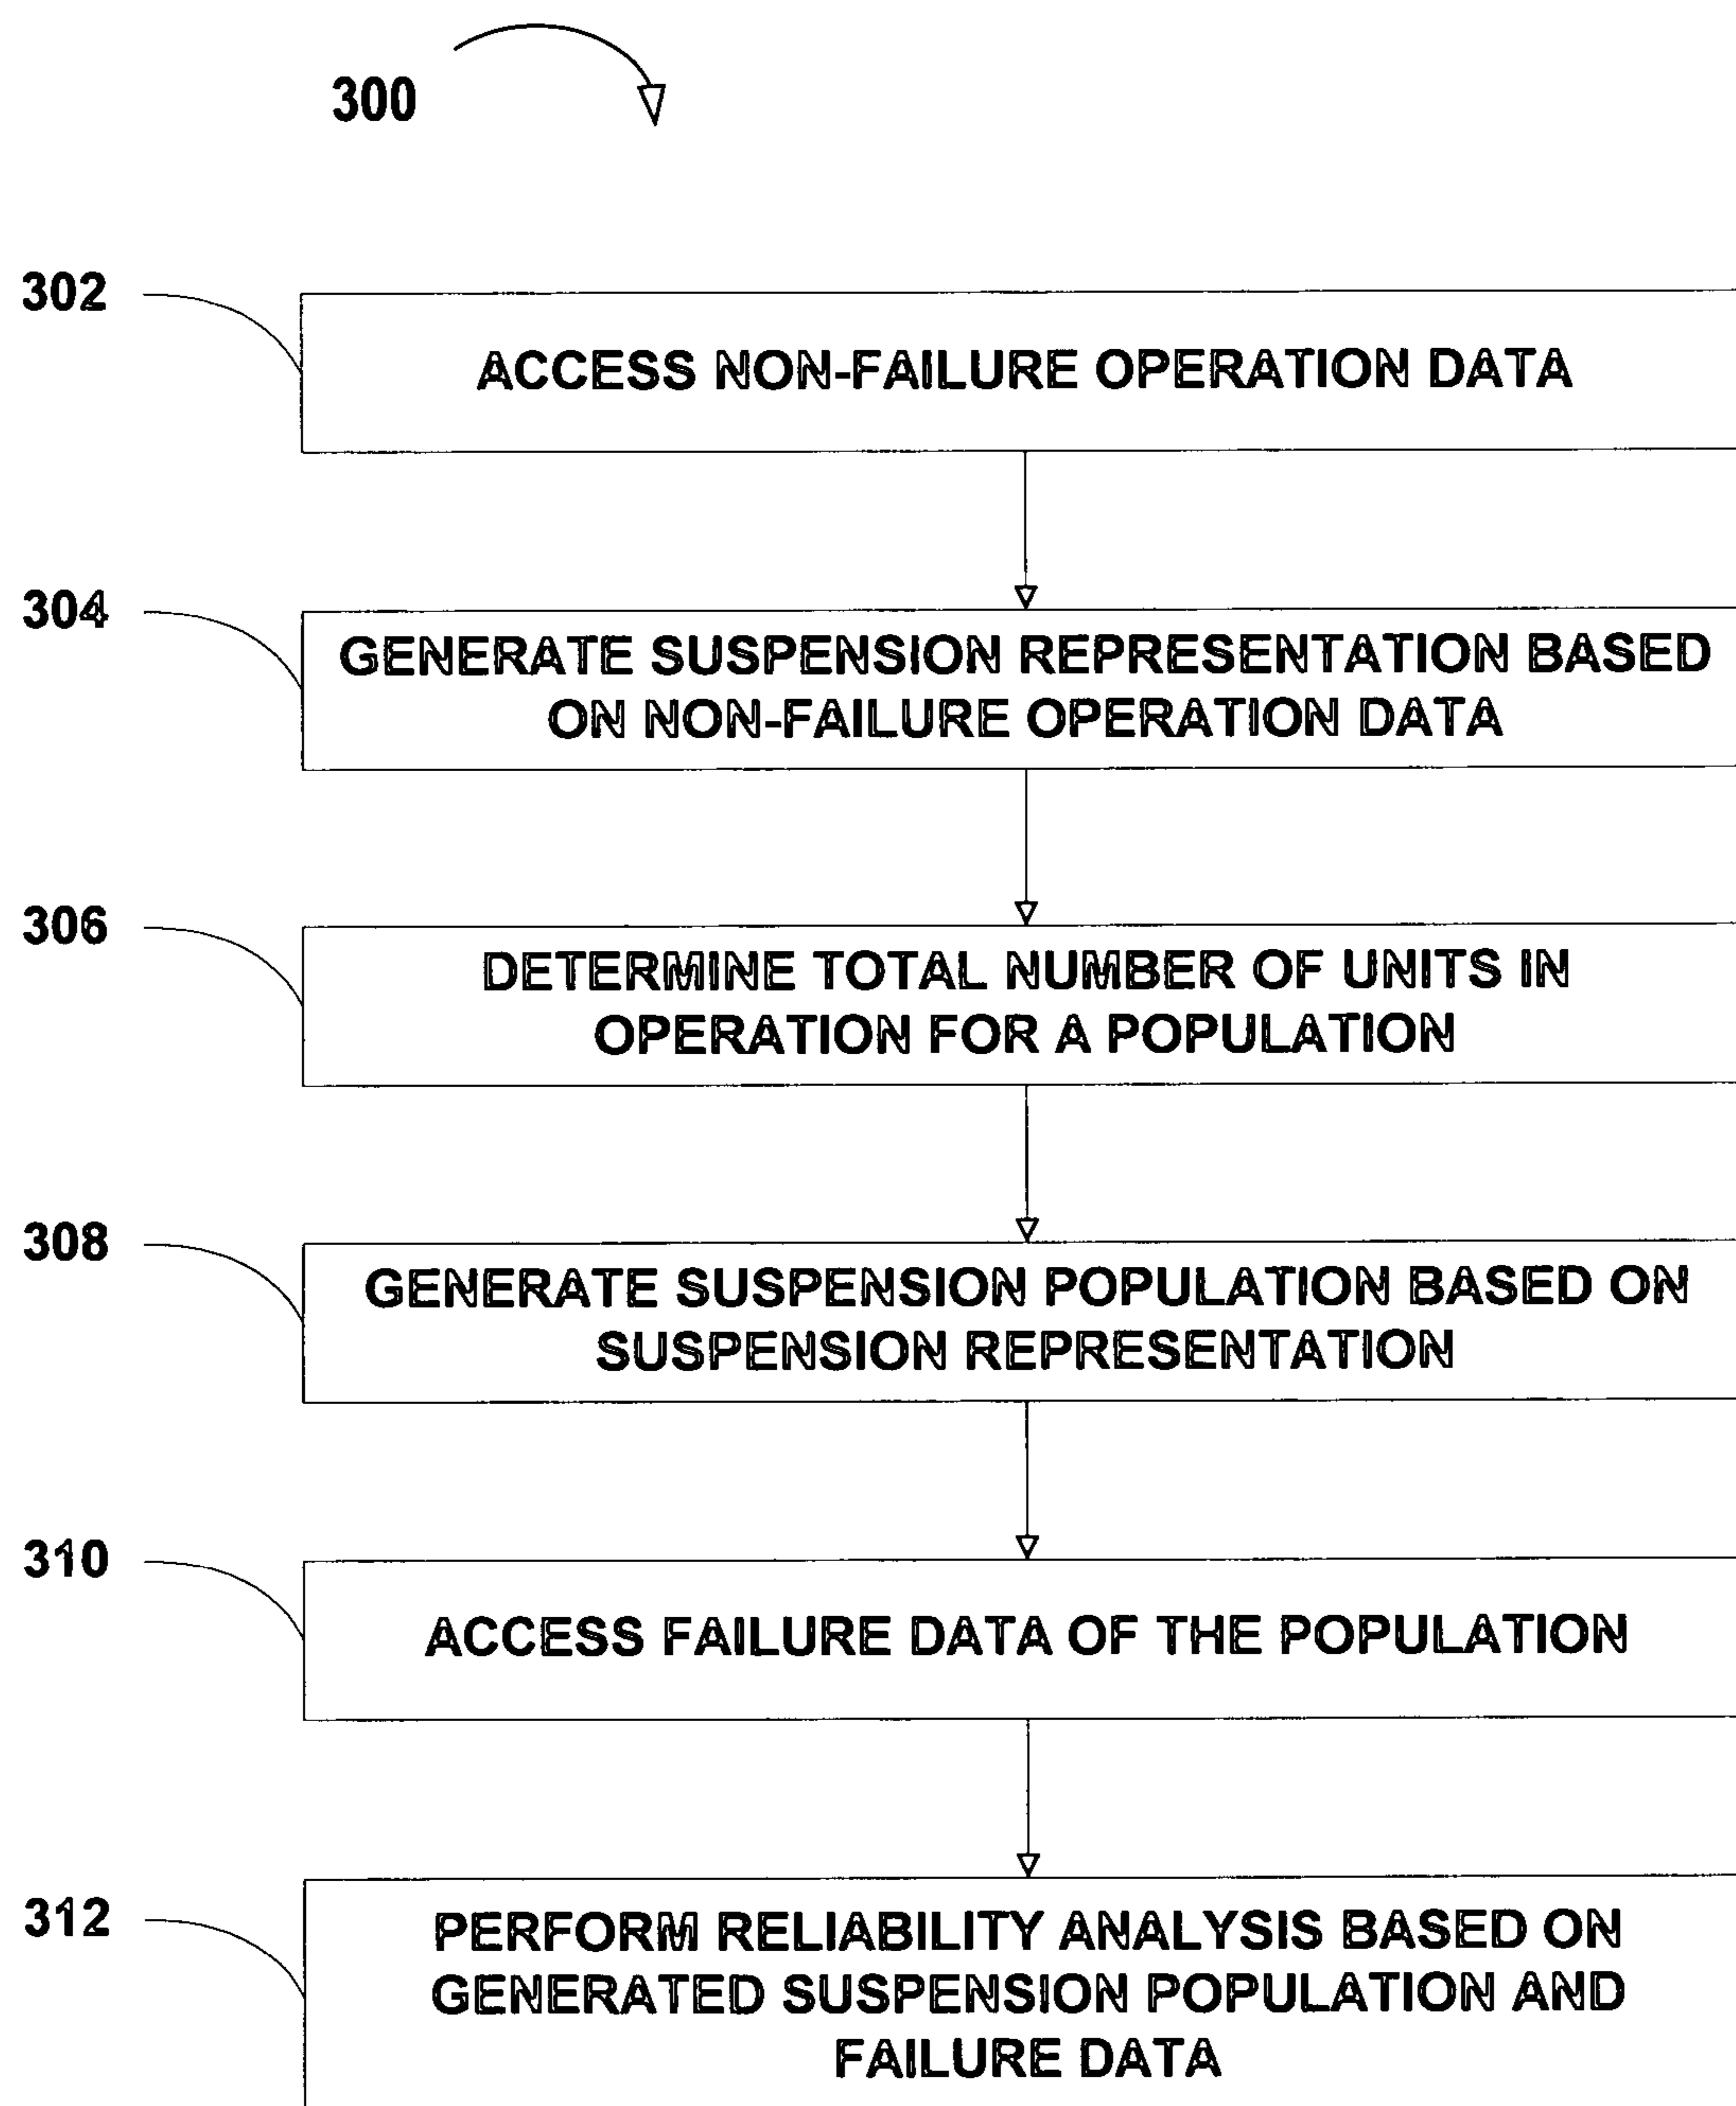 300
302
ACCESS NON-FAILURE OPERATION DATA
304
GENERATE SUSPENSION REPRESENTATION BASED
ON NON-FAILURE OPERATION DATA
306
DETERMINE TOTAL NUMBER OF UNITS IN
OPERATION FOR A POPULATION
308
GENERATE SUSPENSION POPULATION BASED ON
SUSPENSION REPRESENTATION
310
ACCESS FAILURE DATA OF THE POPULATION
312
PERFORM RELIABILITY ANALYSIS BASED ON
GENERATED SUSPENSION POPULATION AND
FAILURE DATA